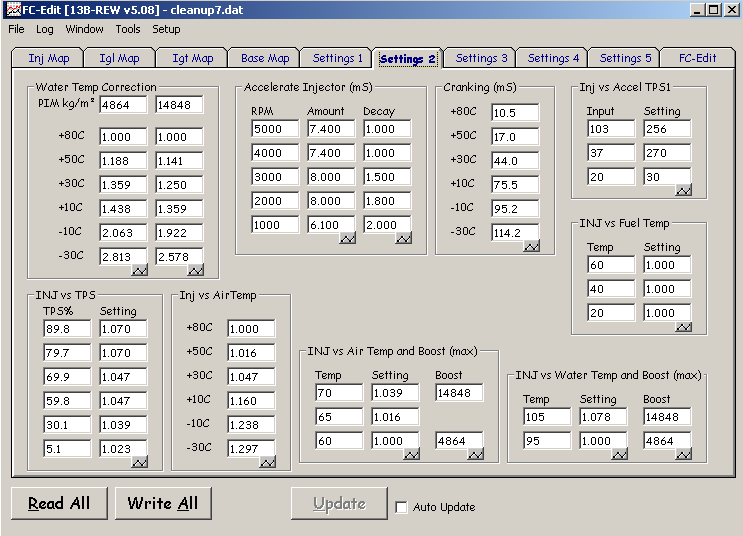 FC-Edit [13B-REW v5.08] - cleanup7.dat
File Log Window Tools Setup
Inj Map Igl Map Igt Map Base Map Settings 1 Settings 2 Settings 3 Settings 4 Settings 5 FC-Edit
Water Temp Correction
PIM kg/m² 4864 14848
+80C 1.000 1.000
+50C 1.188 1.141
+30C 1.359 1.250
+10C 1.438 1.359
-10C 2.063 1.922
-30C 2.813 2.578
Accelerate Injector (mS)
RPM Amount Decay
5000 7.400 1.000
4000 7.400 1.000
3000 8.000 1.500
2000 8.000 1.800
1000 6.100 2.000
Cranking (mS)
+80C 10.5
+50C 17.0
+30C 44.0
+10C 75.5
-10C 95.2
-30C 114.2
Inj vs Accel TPS1
Input Setting
103 256
37 270
20 30
INJ vs Fuel Temp
Temp Setting
60 1.000
40 1.000
20 1.000
INJ vs TPS
TPS% Setting
89.8 1.070
79.7 1.070
69.9 1.047
59.8 1.047
30.1 1.039
5.1 1.023
Inj vs AirTemp
+80C 1.000
+50C 1.016
+30C 1.047
+10C 1.160
-10C 1.238
-30C 1.297
INJ vs Air Temp and Boost (max)
Temp Setting Boost
70 1.039 14848
65 1.016
60 1.000 4864
INJ vs Water Temp and Boost (max)
Temp Setting Boost
105 1.078 14848
95 1.000 4864
Read All Write All Update Auto Update